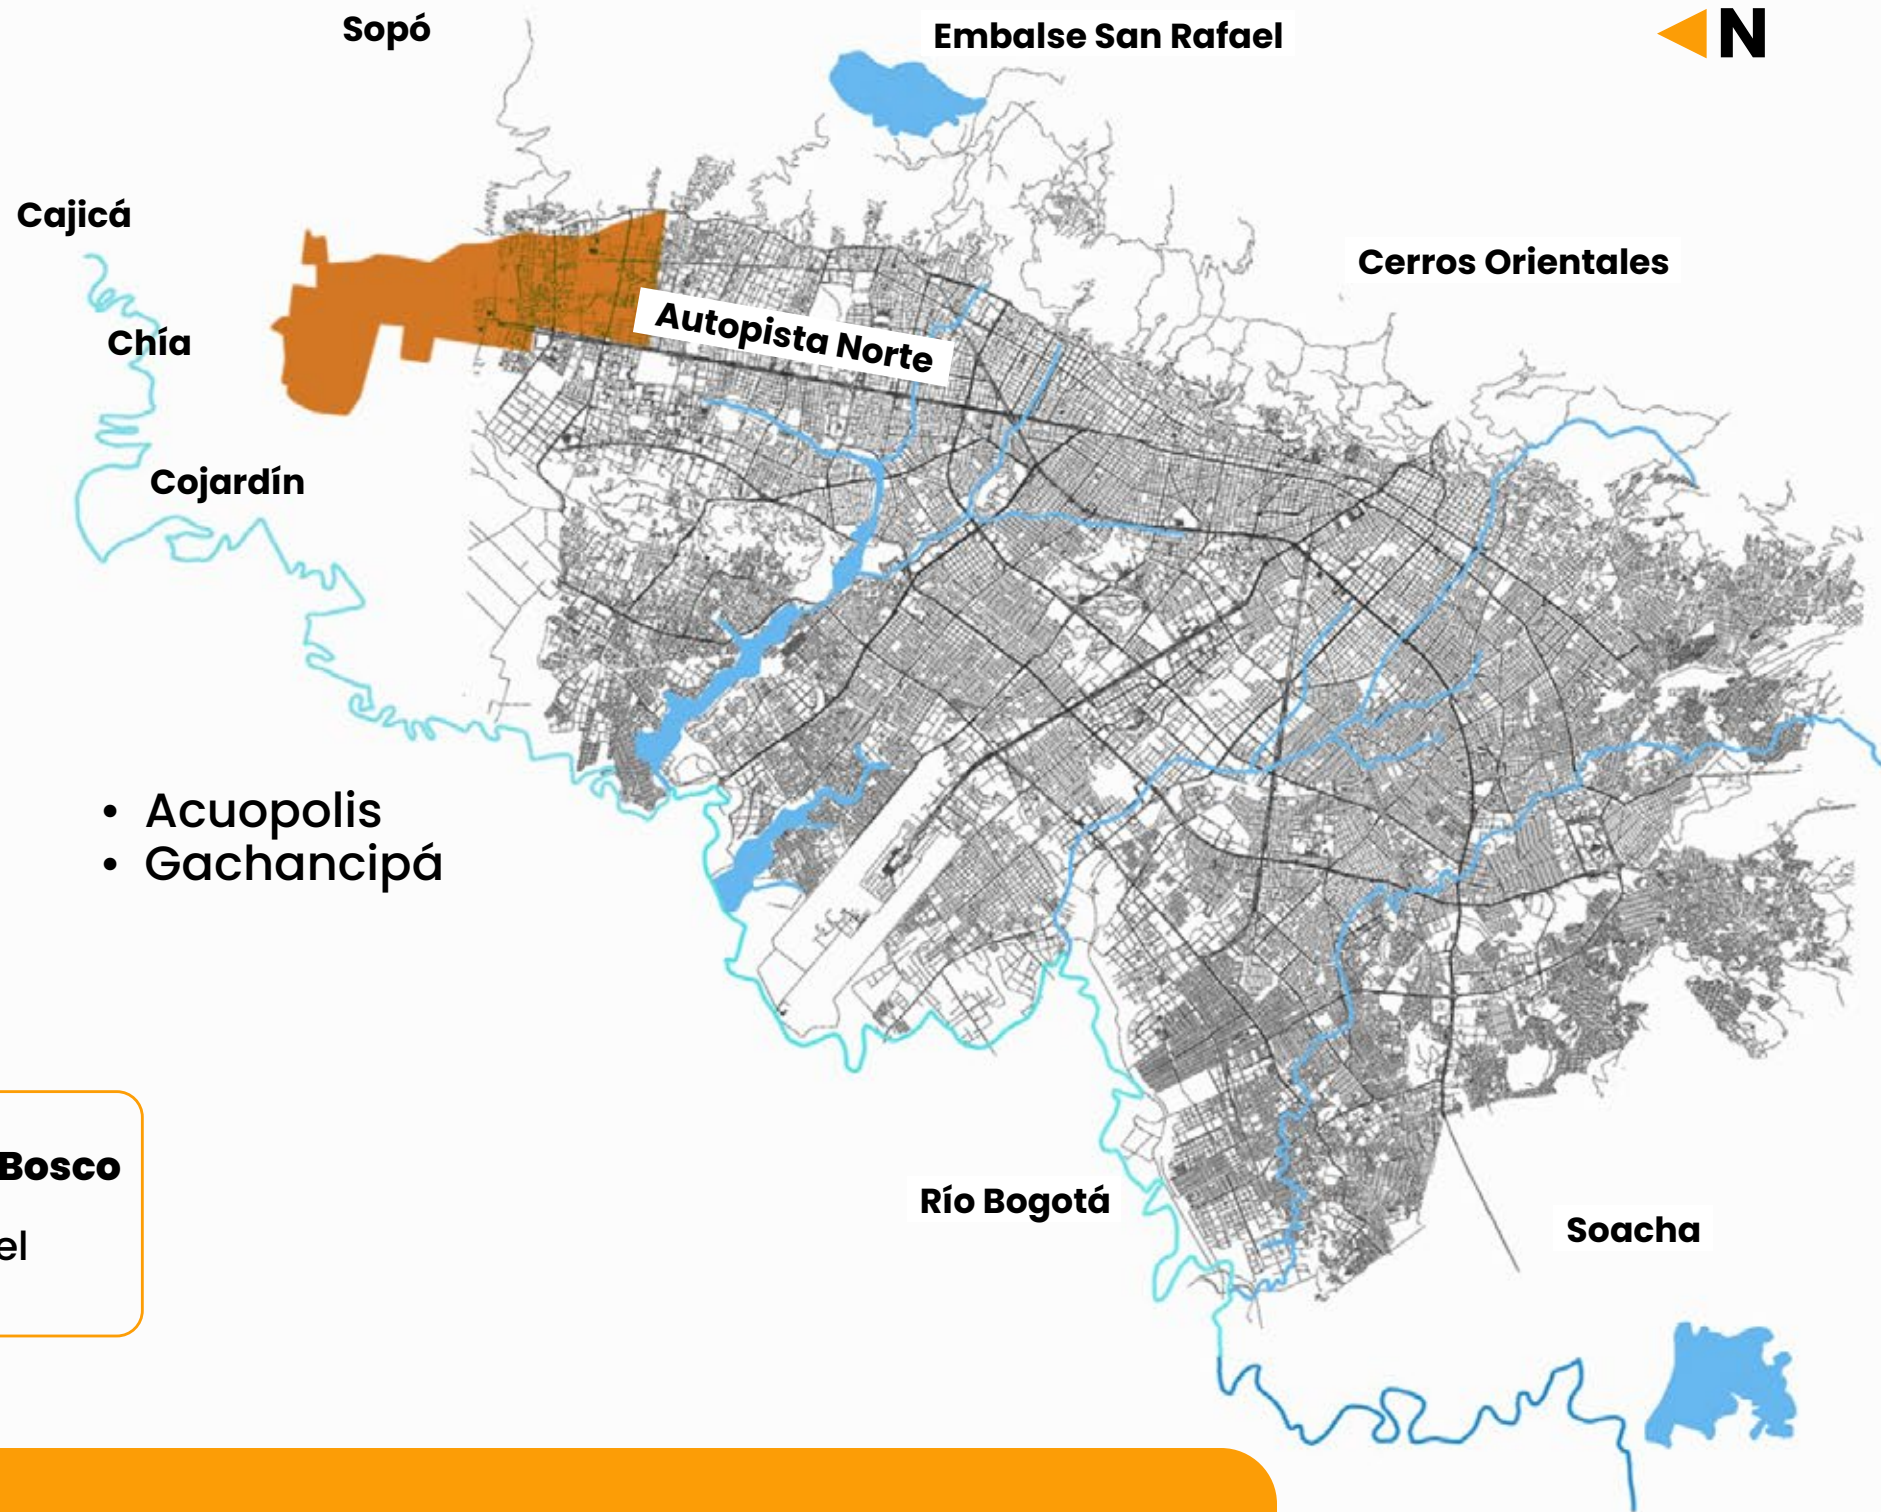 Sopó
Embalse San Rafael
N
Cajicá
Cerros Orientales
Autopista Norte
Chía
Cojardín
• Acuopolis
• Gachancipá
Bosco
el
Río Bogotá
Soacha